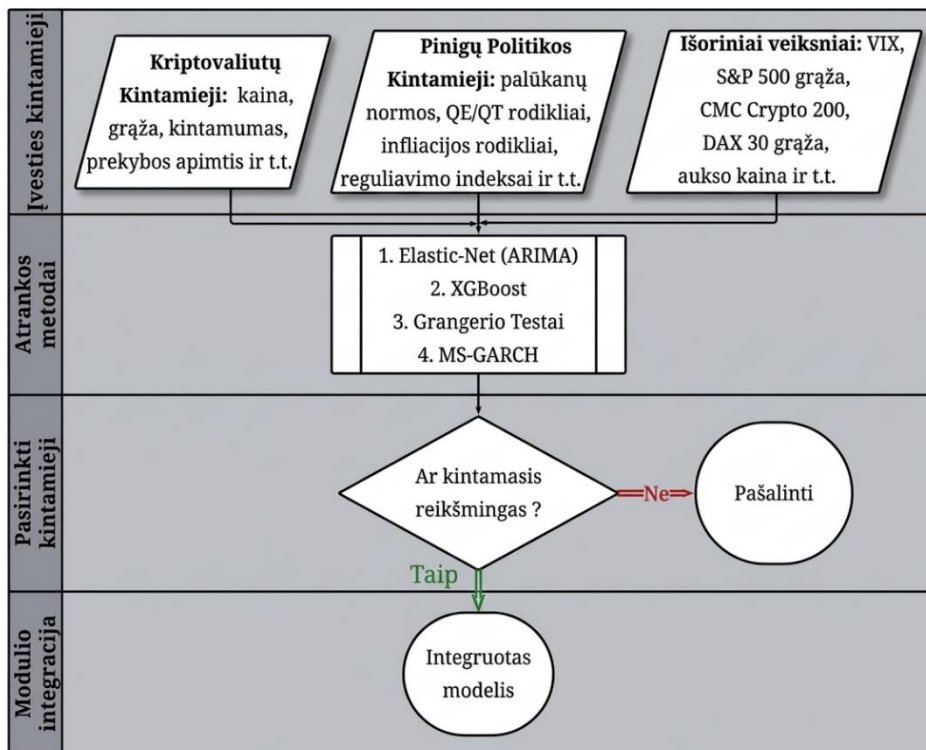 Įvesties kintamieji
Kriptovaliutų
Kintamieji: kaina,
grąža, kintamumas,
prekybos apimtis ir t.t.
Pinigų Politikos
Kintamieji: palūkanų
normos, QE/QT rodikliai,
infliacijos rodikliai,
reguliavimo indeksai ir t.t.
Išoriniai veiksniai: VIX,
S&P 500 grąža,
CMC Crypto 200,
DAX 30 grąža,
aukso kaina ir t.t.
Atrankos
metodai
1. Elastic-Net (ARIMA)
2. XGBoost
3. Grangerio Testai
4. MS-GARCH
Pasirinkti
kintamieji
Ar kintamasis
reikšmingas ?
Ne
Pašalinti
Taip
Modulio
integracija
Integruotas
modelis